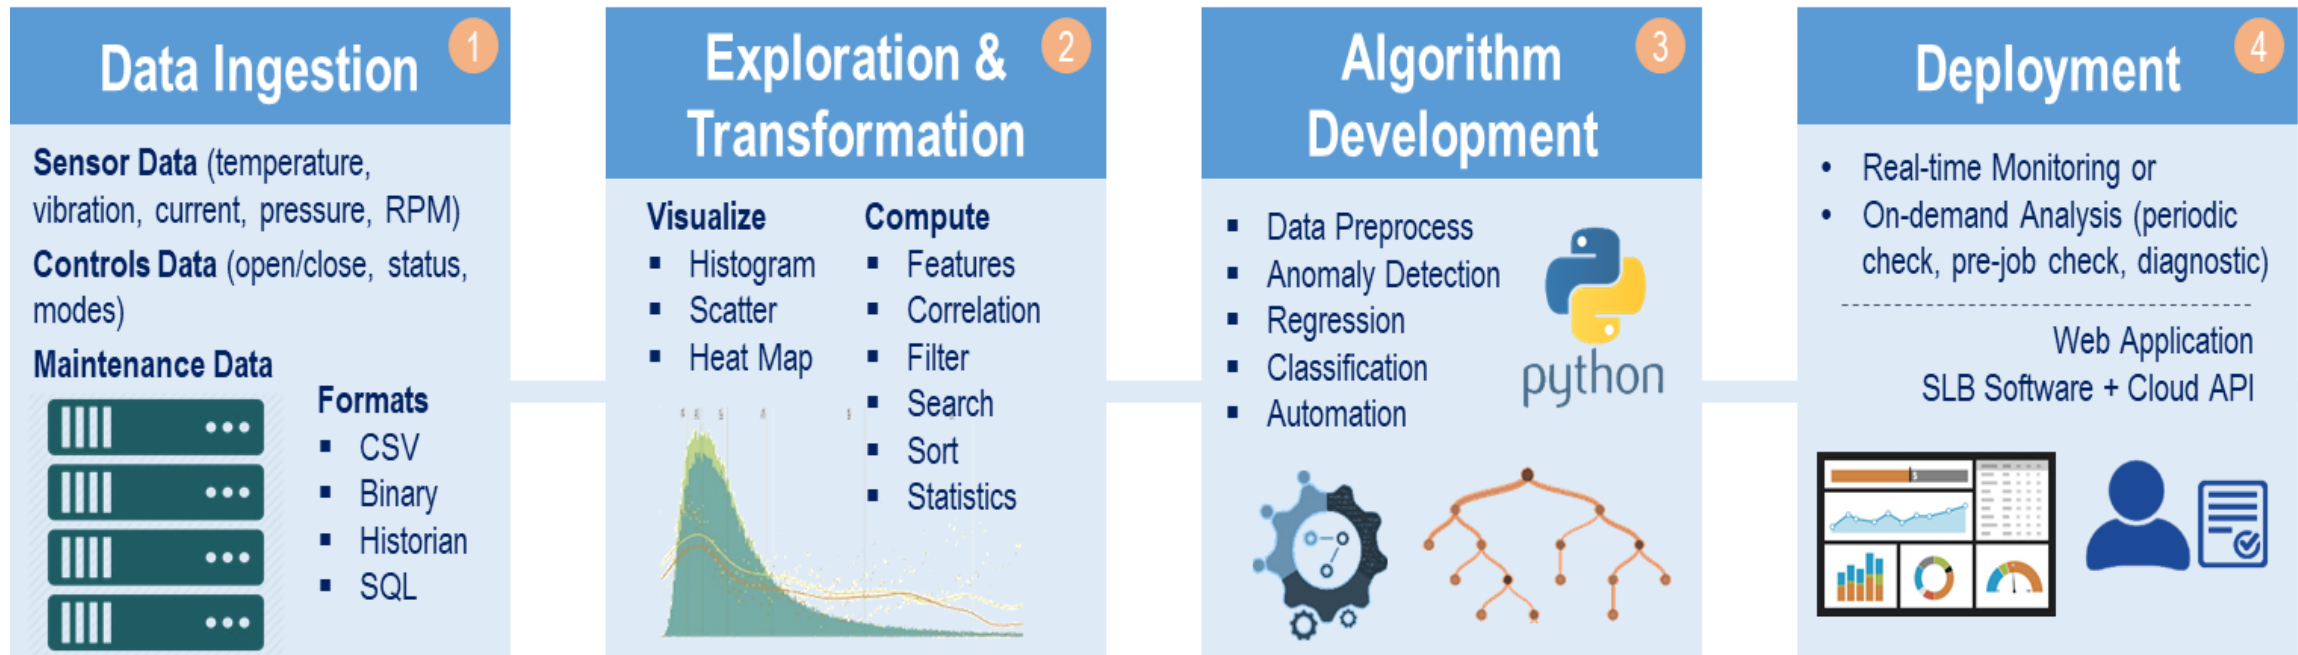 Data Ingestion
1
Sensor Data (temperature,
vibration, current, pressure, RPM)
Controls Data (open/close, status,
modes)
Maintenance Data
Formats
▪ CSV
▪ Binary
▪ Historian
▪ SQL
Exploration &
Transformation
2
Visualize
▪ Histogram
▪ Scatter
▪ Heat Map
Compute
▪ Features
▪ Correlation
▪ Filter
▪ Search
▪ Sort
▪ Statistics
Algorithm
Development
3
▪ Data Preprocess
▪ Anomaly Detection
▪ Regression
▪ Classification
▪ Automation
python
Deployment
4
• Real-time Monitoring or
• On-demand Analysis (periodic
check, pre-job check, diagnostic)
Web Application
SLB Software + Cloud API